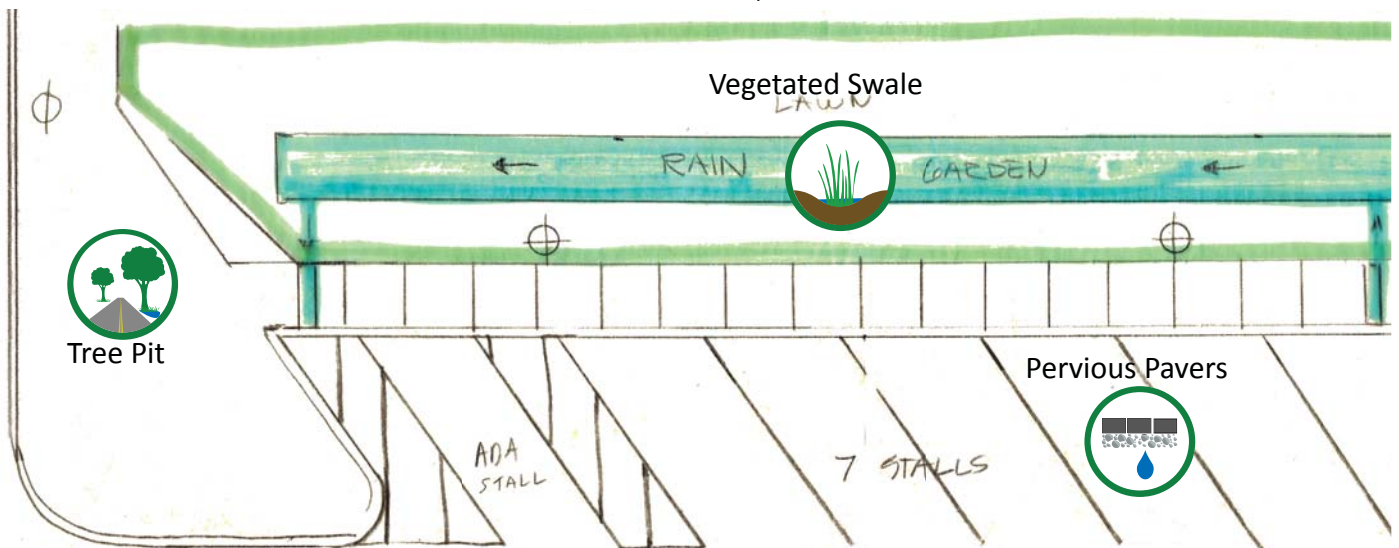 Vegetated Swale
LAWN
RAIN GARDEN
Tree Pit
Pervious Pavers
ADA
STALL
7 STALLS